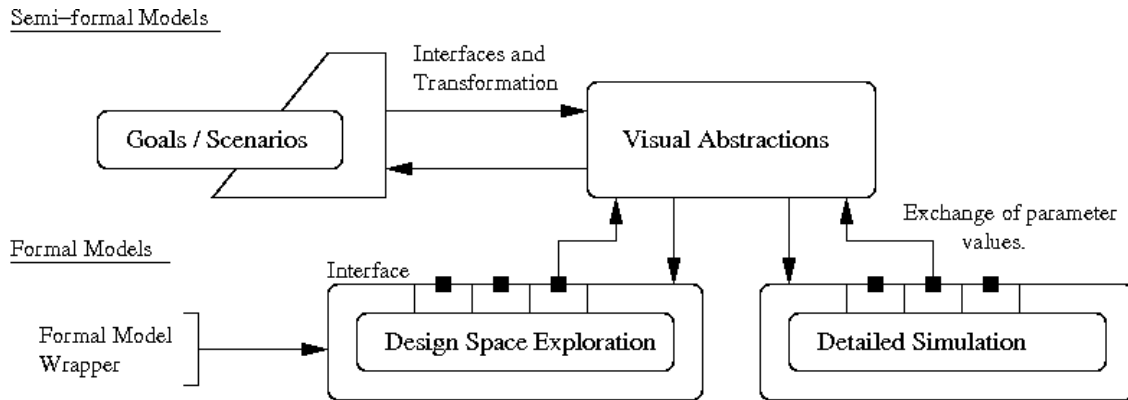 Semi-formal Models
Interfaces and
Transformation
Goals / Scenarios
Visual Abstractions
Exchange of parameter
values.
Formal Models
Interface
Formal Model
Wrapper
Design Space Exploration
Detailed Simulation